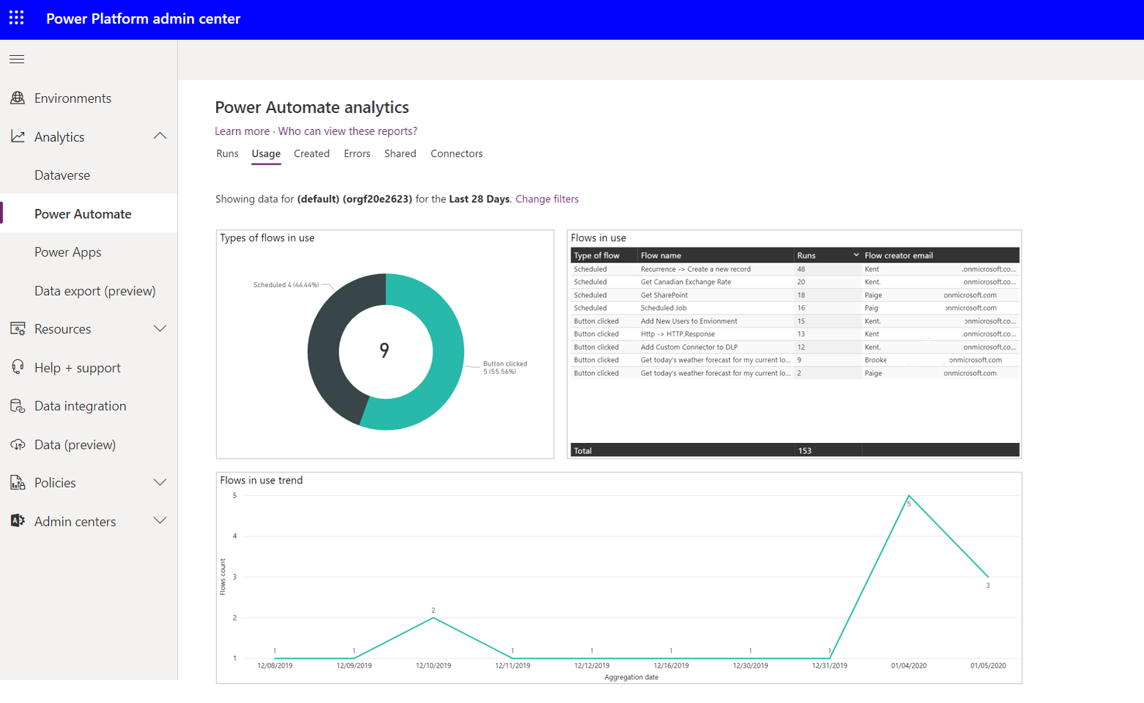 Power Platform admin center
Environments
Analytics
Dataverse
Power Automate
Power Apps
Data export (preview)
Resources
Help + support
Data integration
Data (preview)
Policies
Admin centers
Power Automate analytics
Learn more · Who can view these reports?
Runs Usage Created Errors Shared Connectors
Showing data for (default) (orgf20e2623) for the Last 28 Days. Change filters
Types of flows in use
Scheduled 4 (44.44%)
9
Button clicked
5 (55.56%)
Flows in use
Type of flow Flow name Runs Flow creator email
Scheduled Recurrence -> Create a new record 48 Kent .onmicrosoft.co...
Scheduled Get Canadian Exchange Rate 20 Kent. .onmicrosoft.co...
Scheduled Get SharePoint 18 Paige onmicrosoft.com
Scheduled Scheduled Job 16 Paig onmicrosoft.com
Button clicked Add New Users to Envionment 15 Kent. onmicrosoft.co...
Button clicked Http -> HTTP.Response 13 Kent onmicrosoft.co...
Button clicked Add Custom Connector to DLP 12 Kent. onmicrosoft.co...
Button clicked Get today's weather forecast for my current lo... 9 Brooke onmicrosoft.com
Button clicked Get today's weather forecast for my current lo... 2 Paige onmicrosoft.com
Total 153
Flows in use trend
Flows count
5
4
3
2
1
1 1 2 1 1 1 1 1 5 3
12/08/2019 12/09/2019 12/10/2019 12/11/2019 12/12/2019 12/16/2019 12/30/2019 12/31/2019 01/04/2020 01/05/2020
Aggregation date